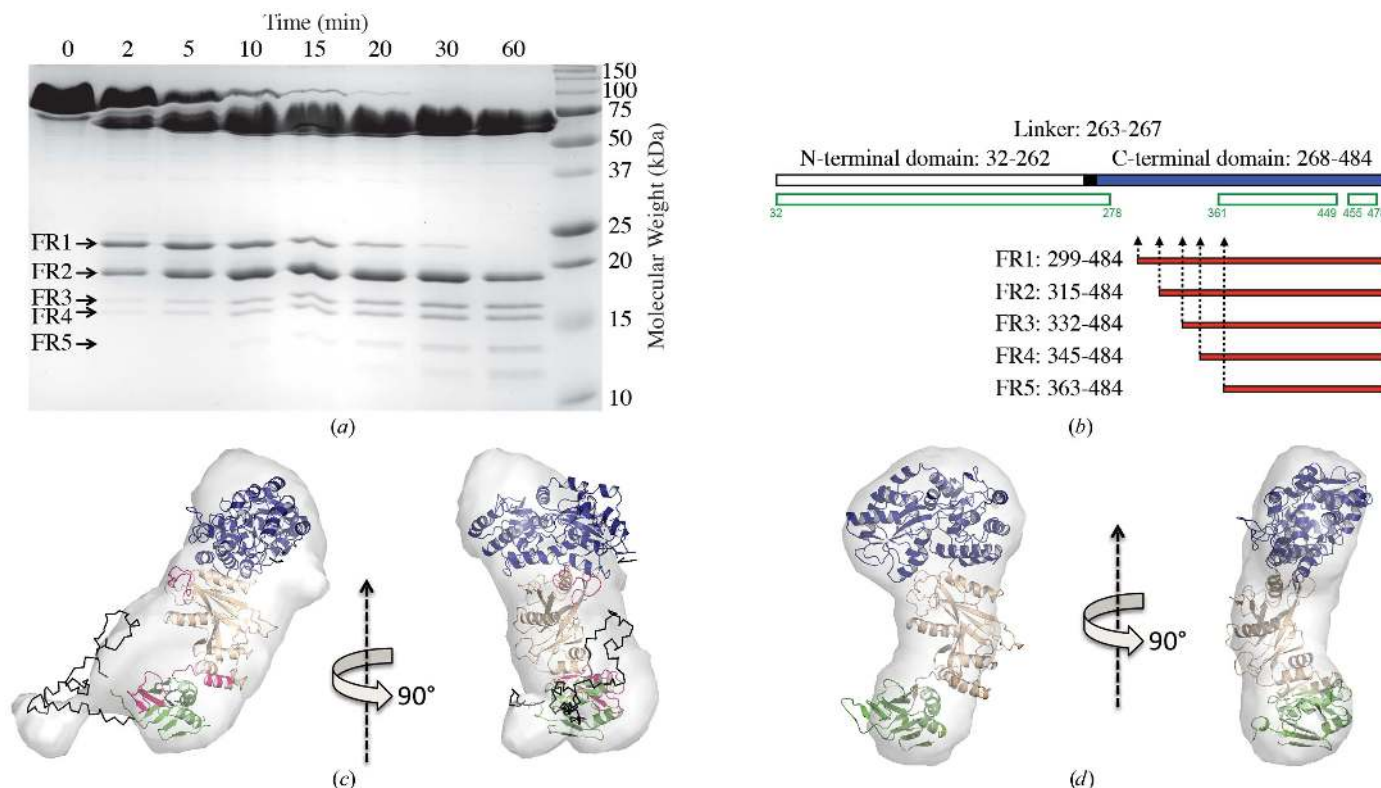 Time (min)
0 2 5 10 15 20 30 60
150
100
75
50
37
25
20
15
10
Molecular Weight (kDa)
FR1
FR2
FR3
FR4
FR5
(a)
Linker: 263-267
N-terminal domain: 32-262 C-terminal domain: 268-484
32 278 361 449 455 478
FR1: 299-484
FR2: 315-484
FR3: 332-484
FR4: 345-484
FR5: 363-484
(b)
90°
(c)
90°
(d)